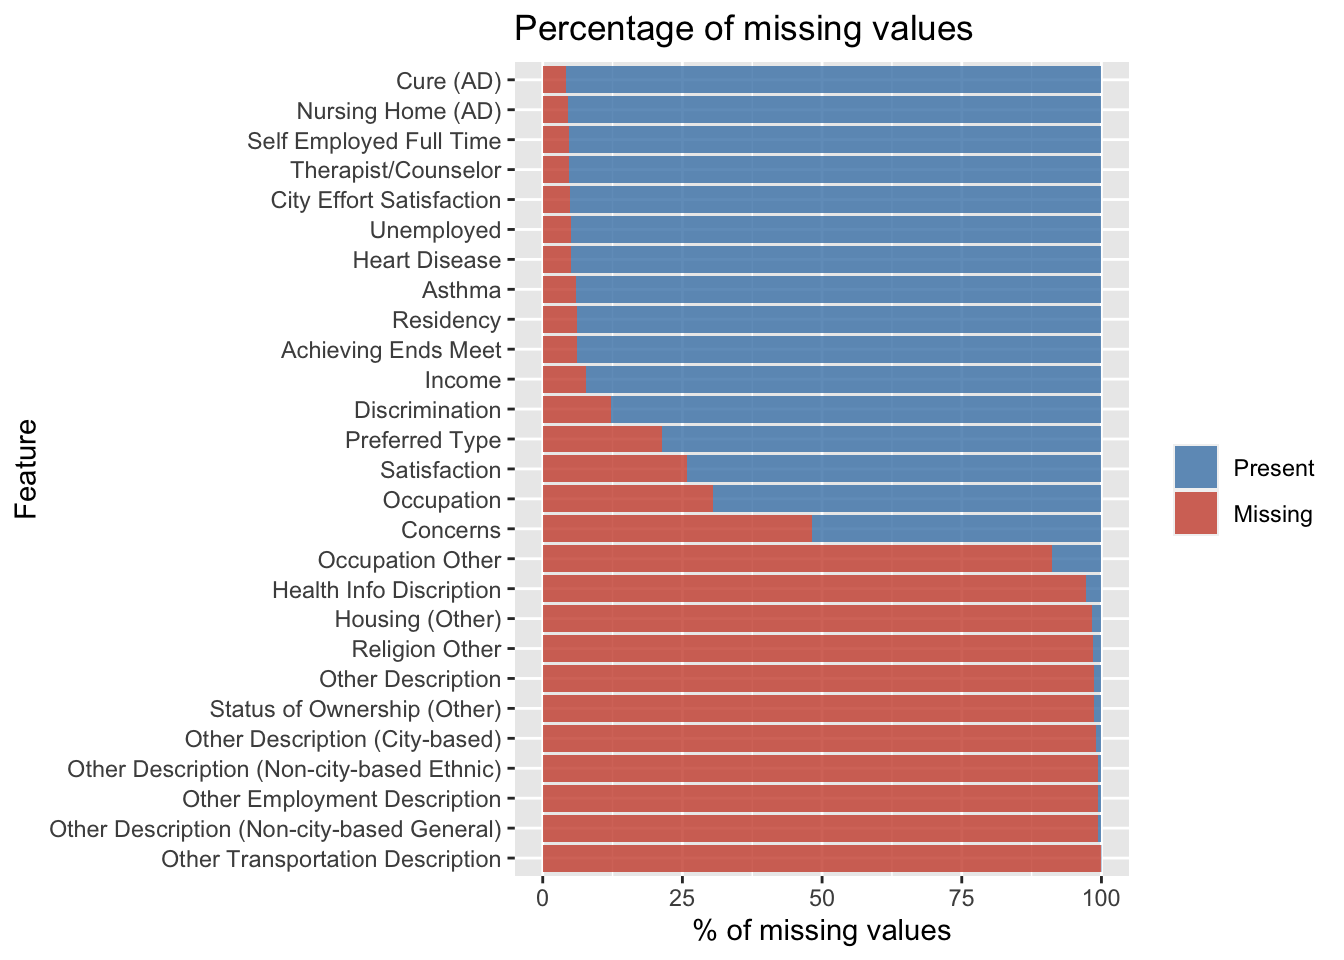 Percentage of missing values
Cure (AD)
Nursing Home (AD)
Self Employed Full Time
Therapist/Counselor
City Effort Satisfaction
Unemployed
Heart Disease
Asthma
Residency
Achieving Ends Meet
Income
Discrimination
Preferred Type
Satisfaction
Occupation
Concerns
Occupation Other
Health Info Discription
Housing (Other)
Religion Other
Other Description
Status of Ownership (Other)
Other Description (City-based)
Other Description (Non-city-based Ethnic)
Other Employment Description
Other Description (Non-city-based General)
Other Transportation Description
Feature
0 25 50 75 100
% of missing values
Present
Missing